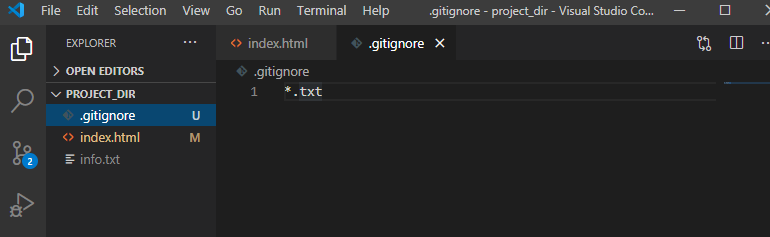 File Edit Selection View Go Run Terminal Help .gitignore - project_dir - Visual Studio Co...
EXPLORER ...
index.html .gitignore
OPEN EDITORS
.gitignore
PROJECT_DIR
1 *.txt
.gitignore U
index.html M
2
info.txt